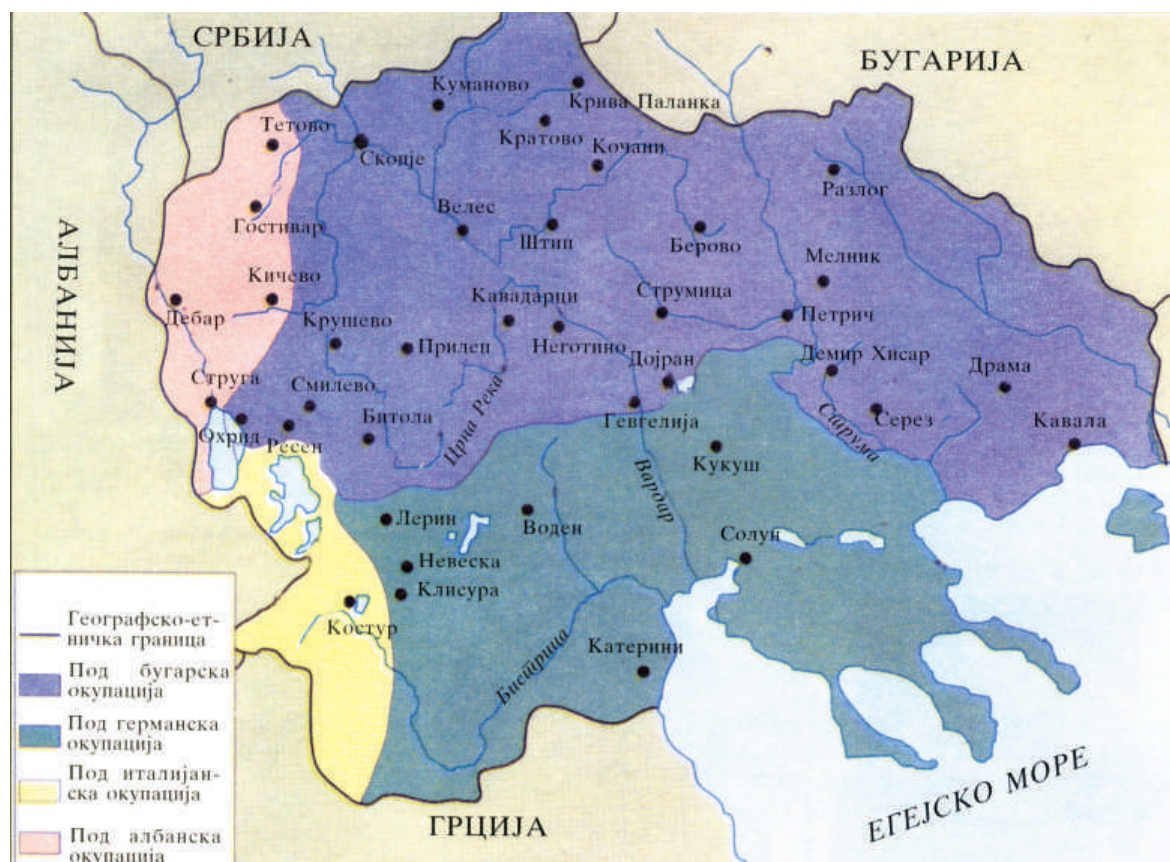 СРБИЈА
БУГАРИЈА
АЛБАНИЈА
Куманово
Крива Паланка
Тетово
Кратово
Скопје
Кочани
Разлог
Гостивар
Велес
Штип
Берово
Мелник
Кичево
Дебар
Кавадарци
Струмица
Крушево
Петрич
Прилеп
Неготино
Дојран
Демир Хисар
Драма
Струга
Смилево
Битола
Црна Река
Гевгелија
Струма
Серез
Кавала
Охрид
Ресен
Кукуш
Вардар
Лерин
Воден
Солун
Невеска
Клисура
Костур
Бистрица
Катерини
ГРЦИЈА
ЕГЕЈСКО МОРЕ
Географско-ет-
ничка граница
Под бугарска
окупација
Под германска
окупација
Под италијан-
ска окупација
Под албанска
окупација